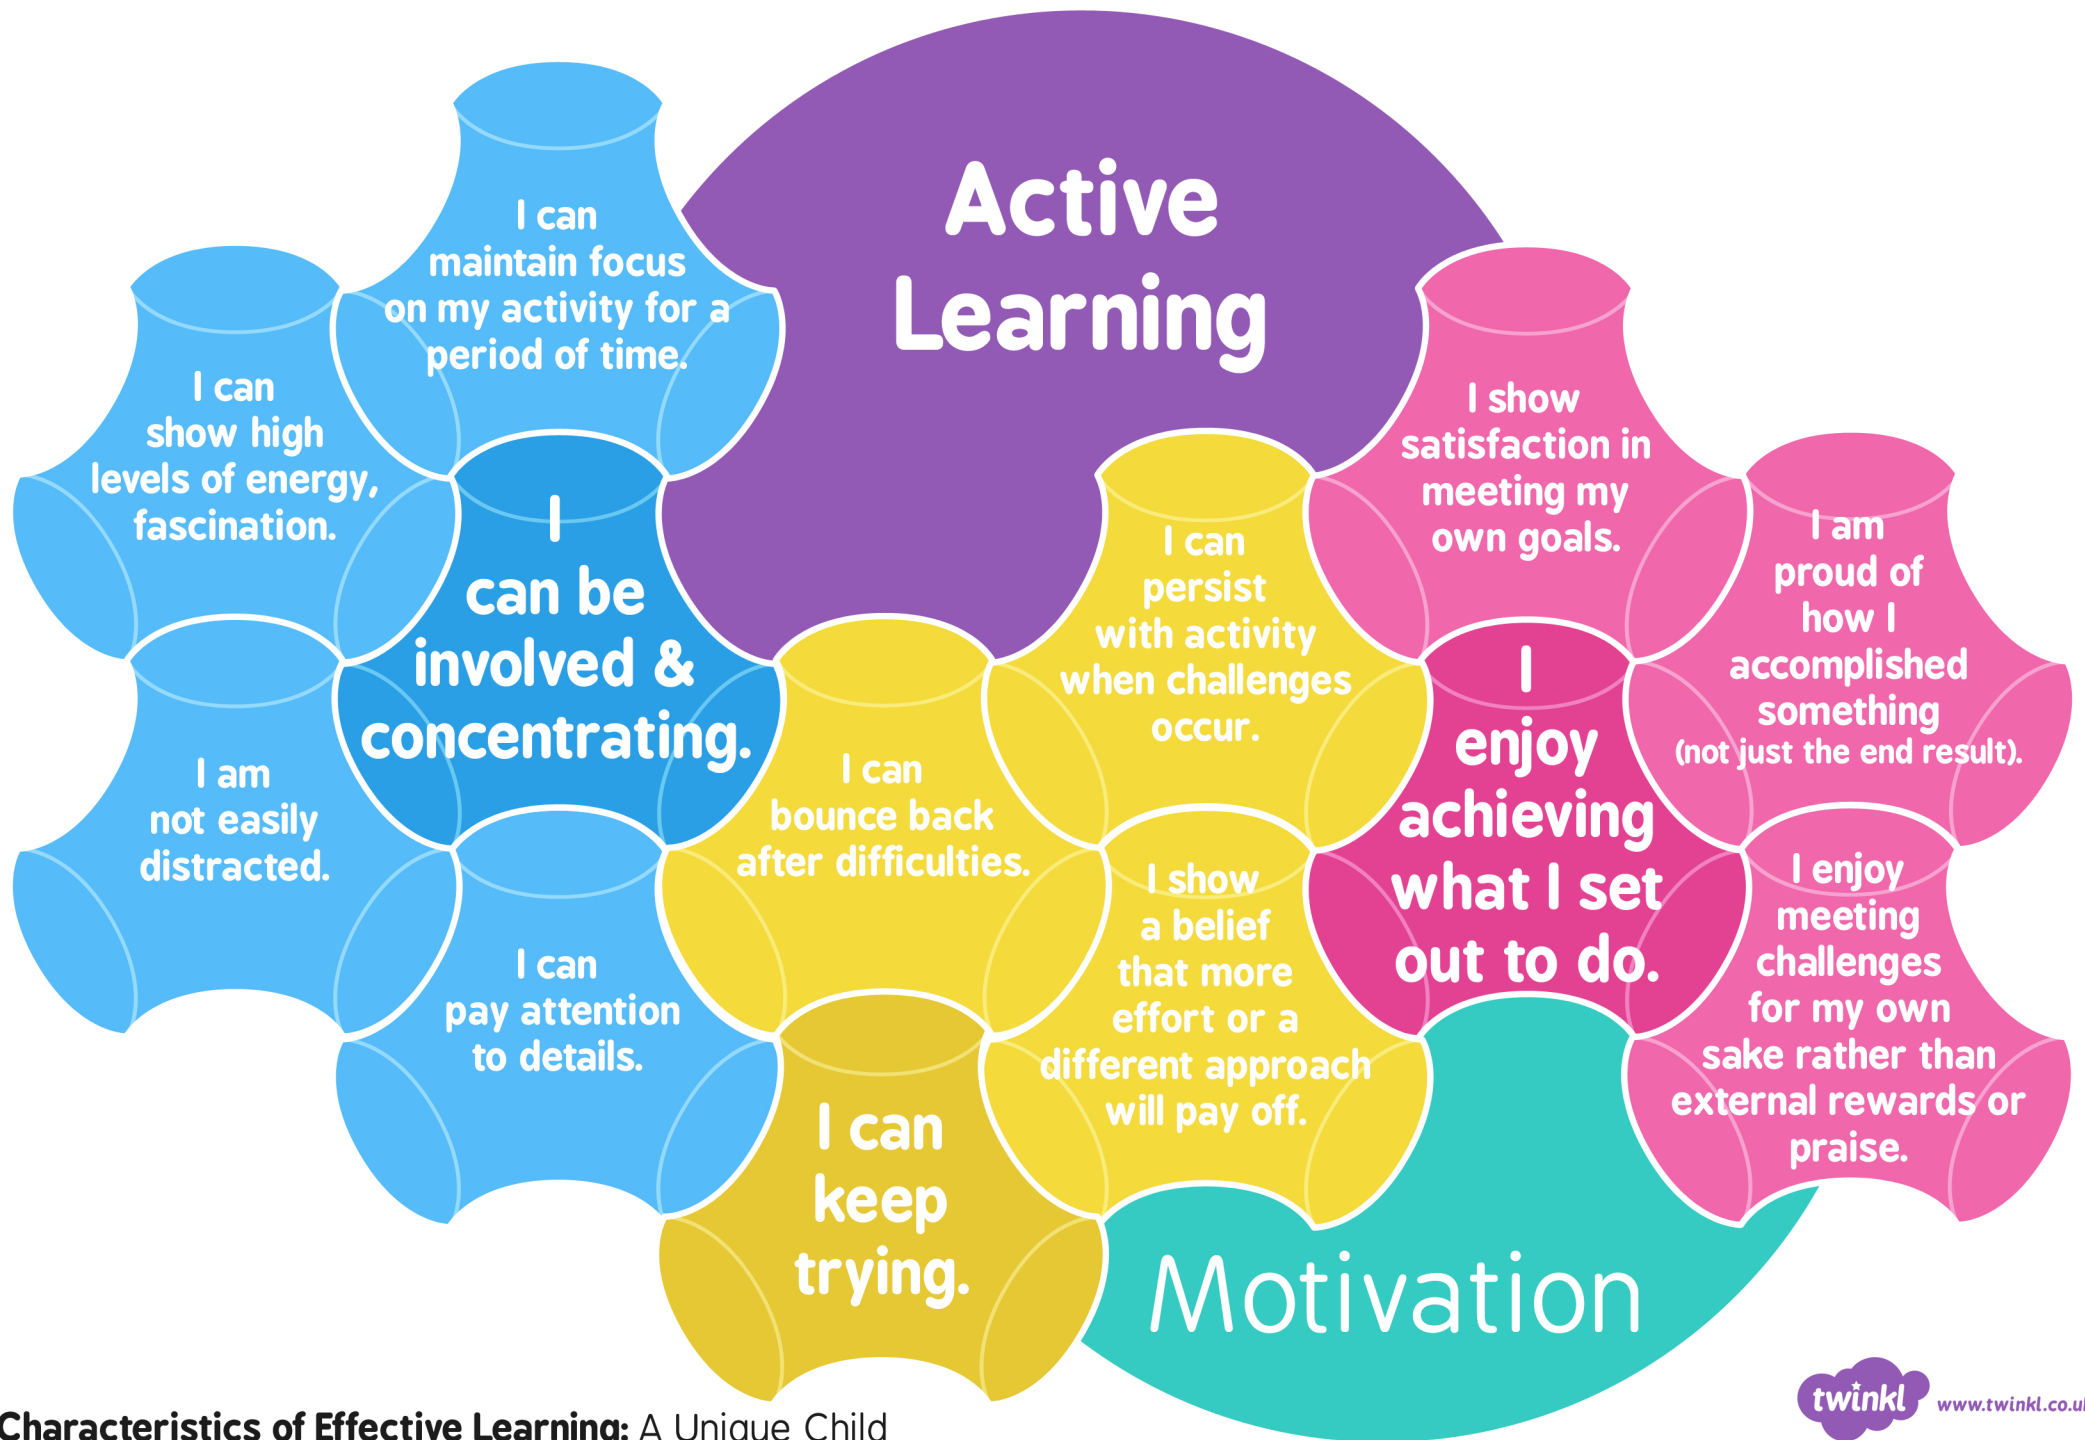 Active
Learning
I can
maintain focus
on my activity for a
period of time.
I can
show high
levels of energy,
fascination.
I
can be
involved &
concentrating.
I am
not easily
distracted.
I can
pay attention
to details.
I can
persist
with activity
when challenges
occur.
I can
bounce back
after difficulties.
I show
a belief
that more
effort or a
different approach
will pay off.
I can
keep
trying.
I show
satisfaction in
meeting my
own goals.
I am
proud of
how I
accomplished
something
(not just the end result).
I
enjoy
achieving
what I set
out to do.
I enjoy
meeting
challenges
for my own
sake rather than
external rewards or
praise.
Motivation
Characteristics of Effective Learning: A Unique Child
twinkl
www.twinkl.co.uk